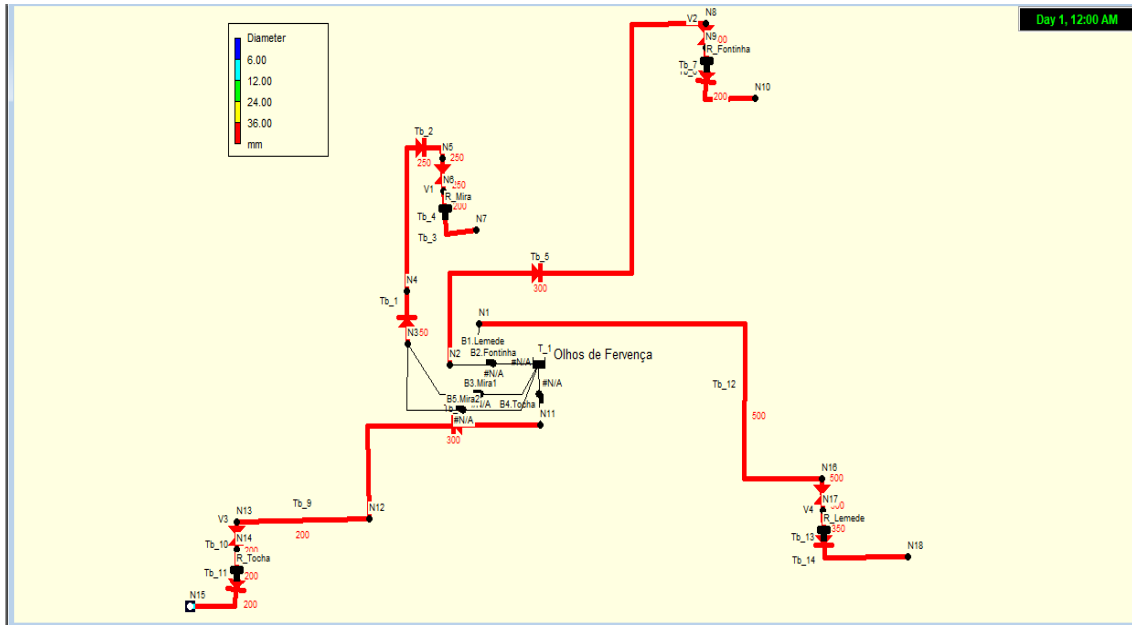 Day 1, 12:00 AM
Diameter
6.00
12.00
24.00
36.00
mm
N8
V2
N9
00
R_Fontinha
Tb_7
200
N10
Tb_2
N5
250
250
N6
250
V1
R_Mira
200
Tb_4
N7
Tb_3
Tb_5
300
N4
Tb_1
N3
50
N1
B1.Lemede
N2
B2.Fontinha
T_1
Olhos de Fervença
#N/A
#N/A
#N/A
B3.Mira1
B5.Mira2
B4.Tocha
#N/A
N11
300
Tb_12
500
N16
500
N17
V4
R_Lemede
350
Tb_13
N18
Tb_14
N12
Tb_9
200
N13
V3
N14
Tb_10
200
R_Tocha
Tb_11
200
N15
200